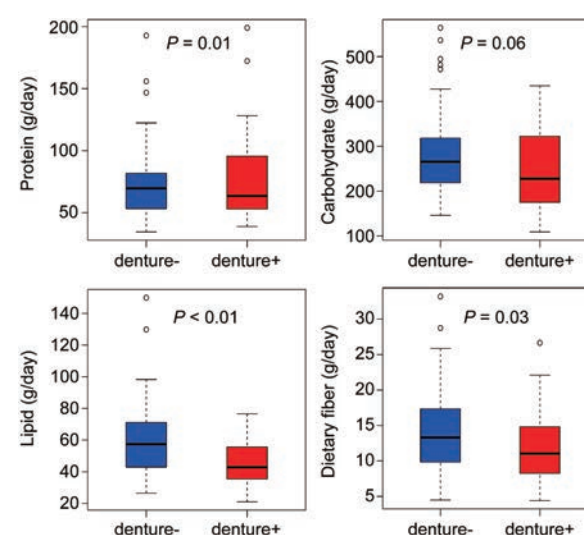 Protein (g/day)
200
150
100
50
P = 0.01
denture-
denture+
Carbohydrate (g/day)
500
400
300
200
100
P = 0.06
denture-
denture+
Lipid (g/day)
140
120
100
80
60
40
20
P < 0.01
denture-
denture+
Dietary fiber (g/day)
30
25
20
15
10
5
P = 0.03
denture-
denture+